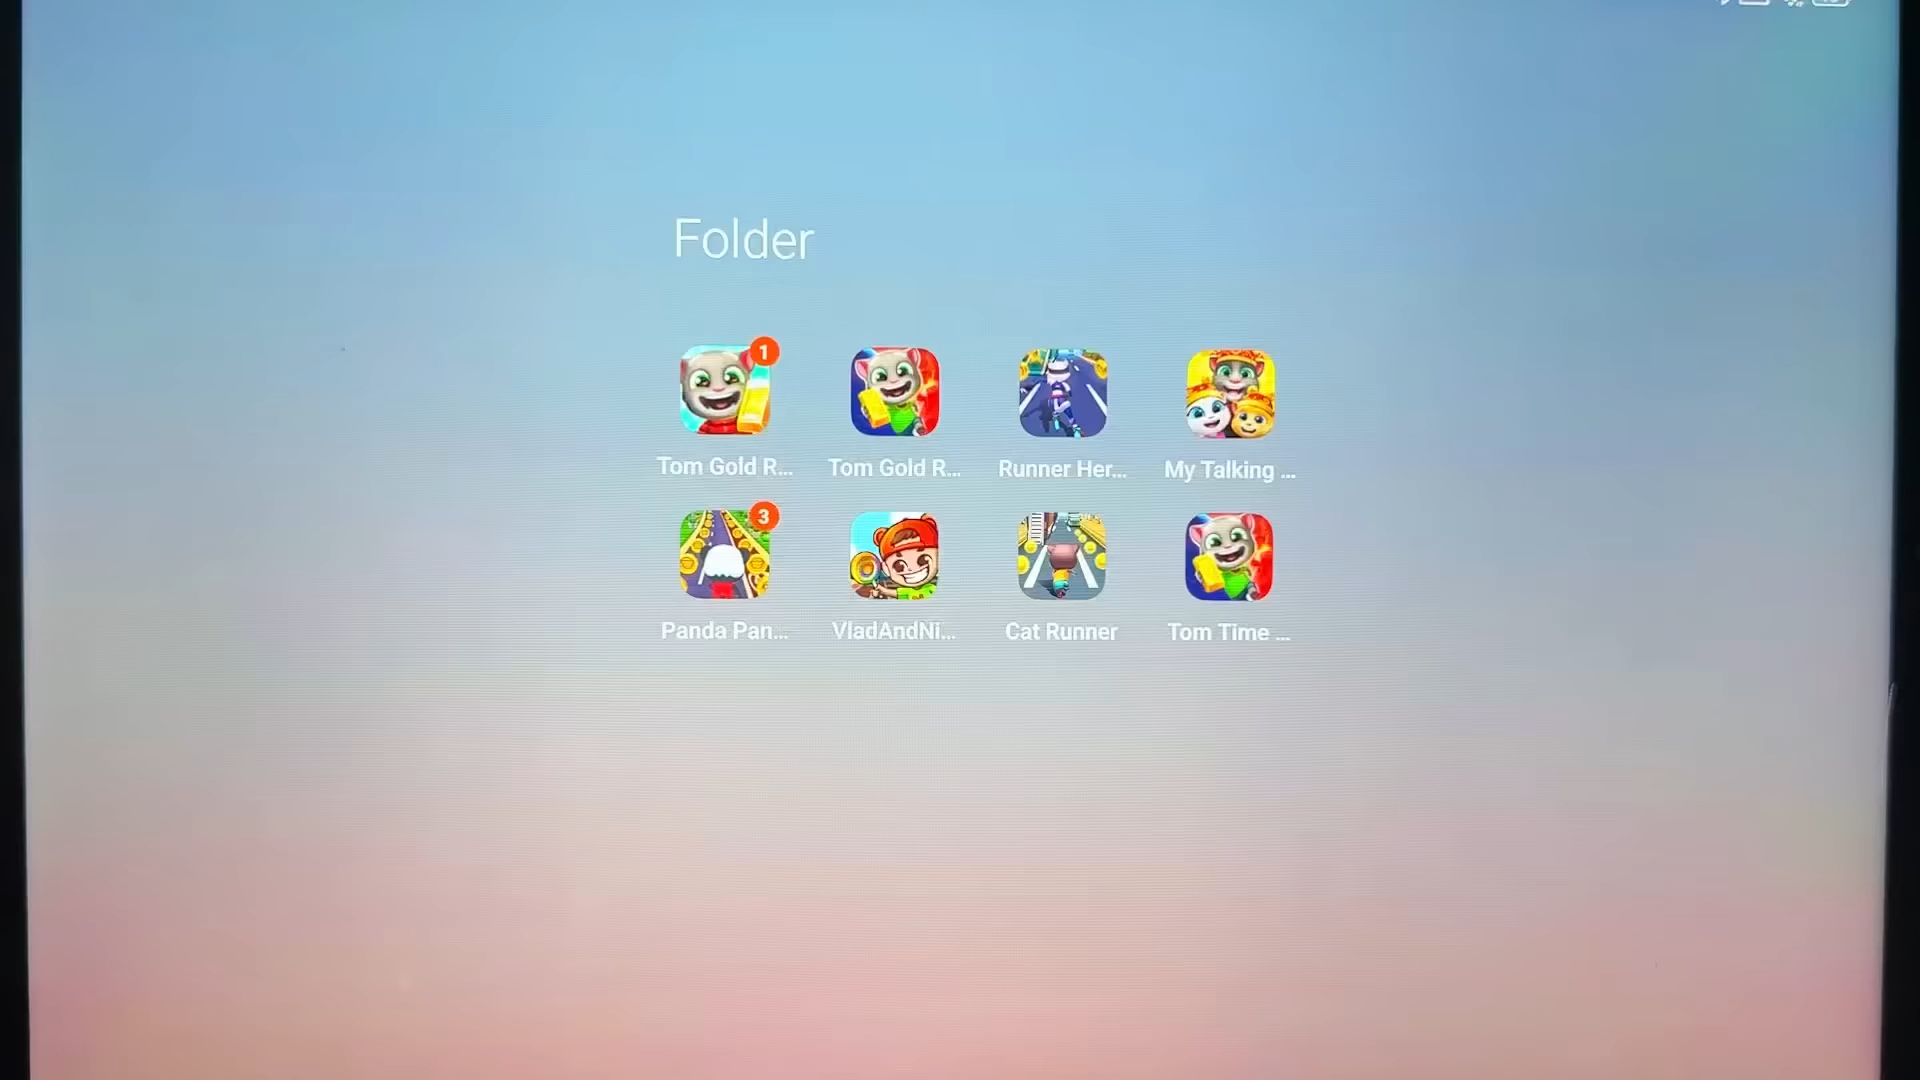 Folder
1
Tom Gold R...
Tom Gold R...
Runner Her...
My Talking ...
3
Panda Pan...
VladAndNi...
Cat Runner
Tom Time ...